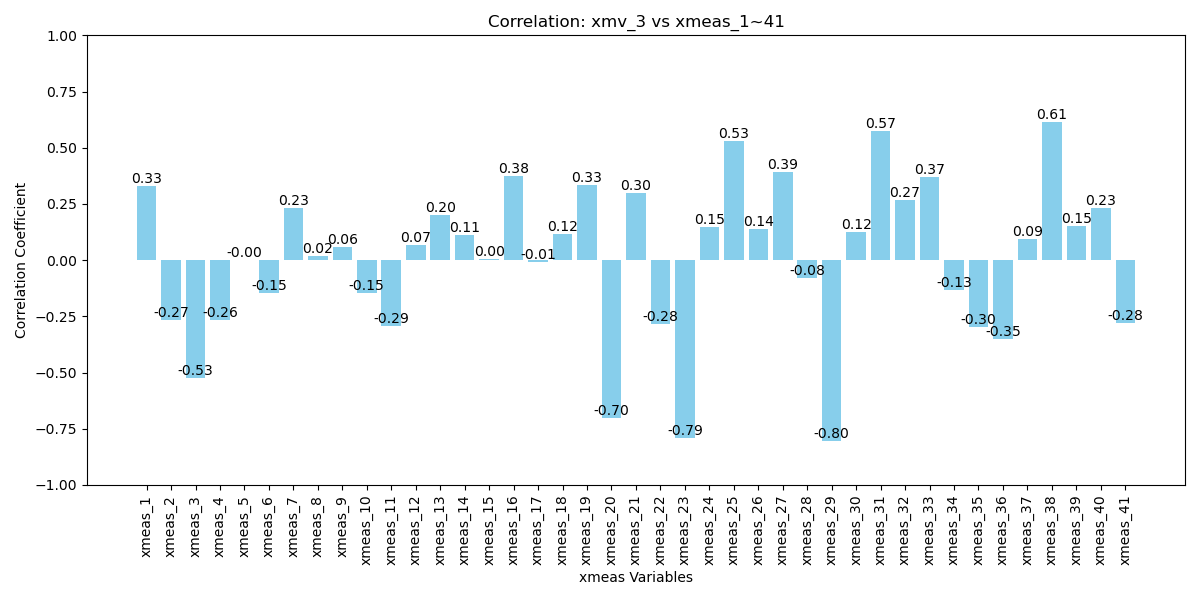 Correlation: xmv_3 vs xmeas_1~41
Correlation Coefficient
1.00
0.75
0.50
0.25
0.00
−0.25
−0.50
−0.75
−1.00
0.33
-0.27
-0.53
-0.26
-0.00
-0.15
0.23
0.02
0.06
-0.15
-0.29
0.07
0.20
0.11
0.00
0.38
-0.01
0.12
0.33
-0.70
0.30
-0.28
-0.79
0.15
0.53
0.14
0.39
-0.08
-0.80
0.12
0.57
0.27
0.37
-0.13
-0.30
-0.35
0.09
0.61
0.15
0.23
-0.28
xmeas_1
xmeas_2
xmeas_3
xmeas_4
xmeas_5
xmeas_6
xmeas_7
xmeas_8
xmeas_9
xmeas_10
xmeas_11
xmeas_12
xmeas_13
xmeas_14
xmeas_15
xmeas_16
xmeas_17
xmeas_18
xmeas_19
xmeas_20
xmeas_21
xmeas_22
xmeas_23
xmeas_24
xmeas_25
xmeas_26
xmeas_27
xmeas_28
xmeas_29
xmeas_30
xmeas_31
xmeas_32
xmeas_33
xmeas_34
xmeas_35
xmeas_36
xmeas_37
xmeas_38
xmeas_39
xmeas_40
xmeas_41
xmeas Variables